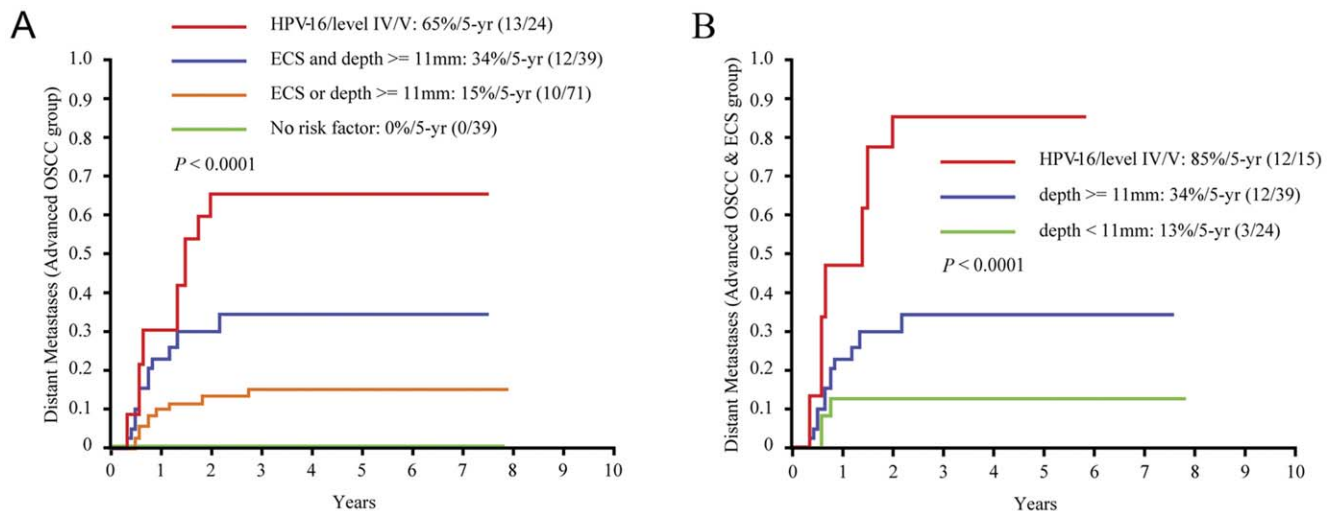 A
HPV-16/level IV/V: 65%/5-yr (13/24)
ECS and depth >= 11mm: 34%/5-yr (12/39)
ECS or depth >= 11mm: 15%/5-yr (10/71)
No risk factor: 0%/5-yr (0/39)
P < 0.0001
Distant Metastases (Advanced OSCC group)
1.0
0.9
0.8
0.7
0.6
0.5
0.4
0.3
0.2
0.1
0
0 1 2 3 4 5 6 7 8 9 10
Years
B
HPV-16/level IV/V: 85%/5-yr (12/15)
depth >= 11mm: 34%/5-yr (12/39)
depth < 11mm: 13%/5-yr (3/24)
P < 0.0001
Distant Metastases (Advanced OSCC & ECS group)
1.0
0.9
0.8
0.7
0.6
0.5
0.4
0.3
0.2
0.1
0
0 1 2 3 4 5 6 7 8 9 10
Years